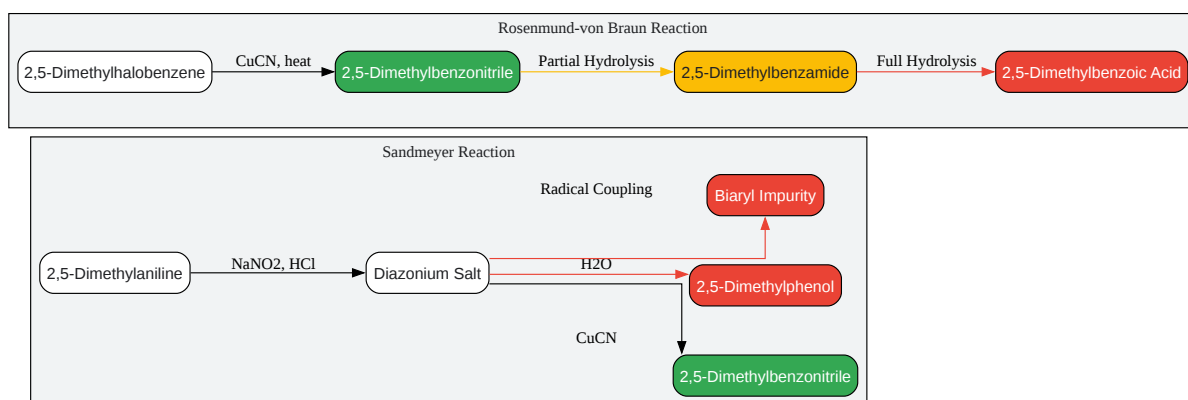 Rosenmund-von Braun Reaction
2,5-Dimethylhalobenzene
CuCN, heat
2,5-Dimethylbenzonitrile
Partial Hydrolysis
2,5-Dimethylbenzamide
Full Hydrolysis
2,5-Dimethylbenzoic Acid
Sandmeyer Reaction
Radical Coupling
Biaryl Impurity
2,5-Dimethylaniline
NaNO2, HCl
Diazonium Salt
H2O
2,5-Dimethylphenol
CuCN
2,5-Dimethylbenzonitrile